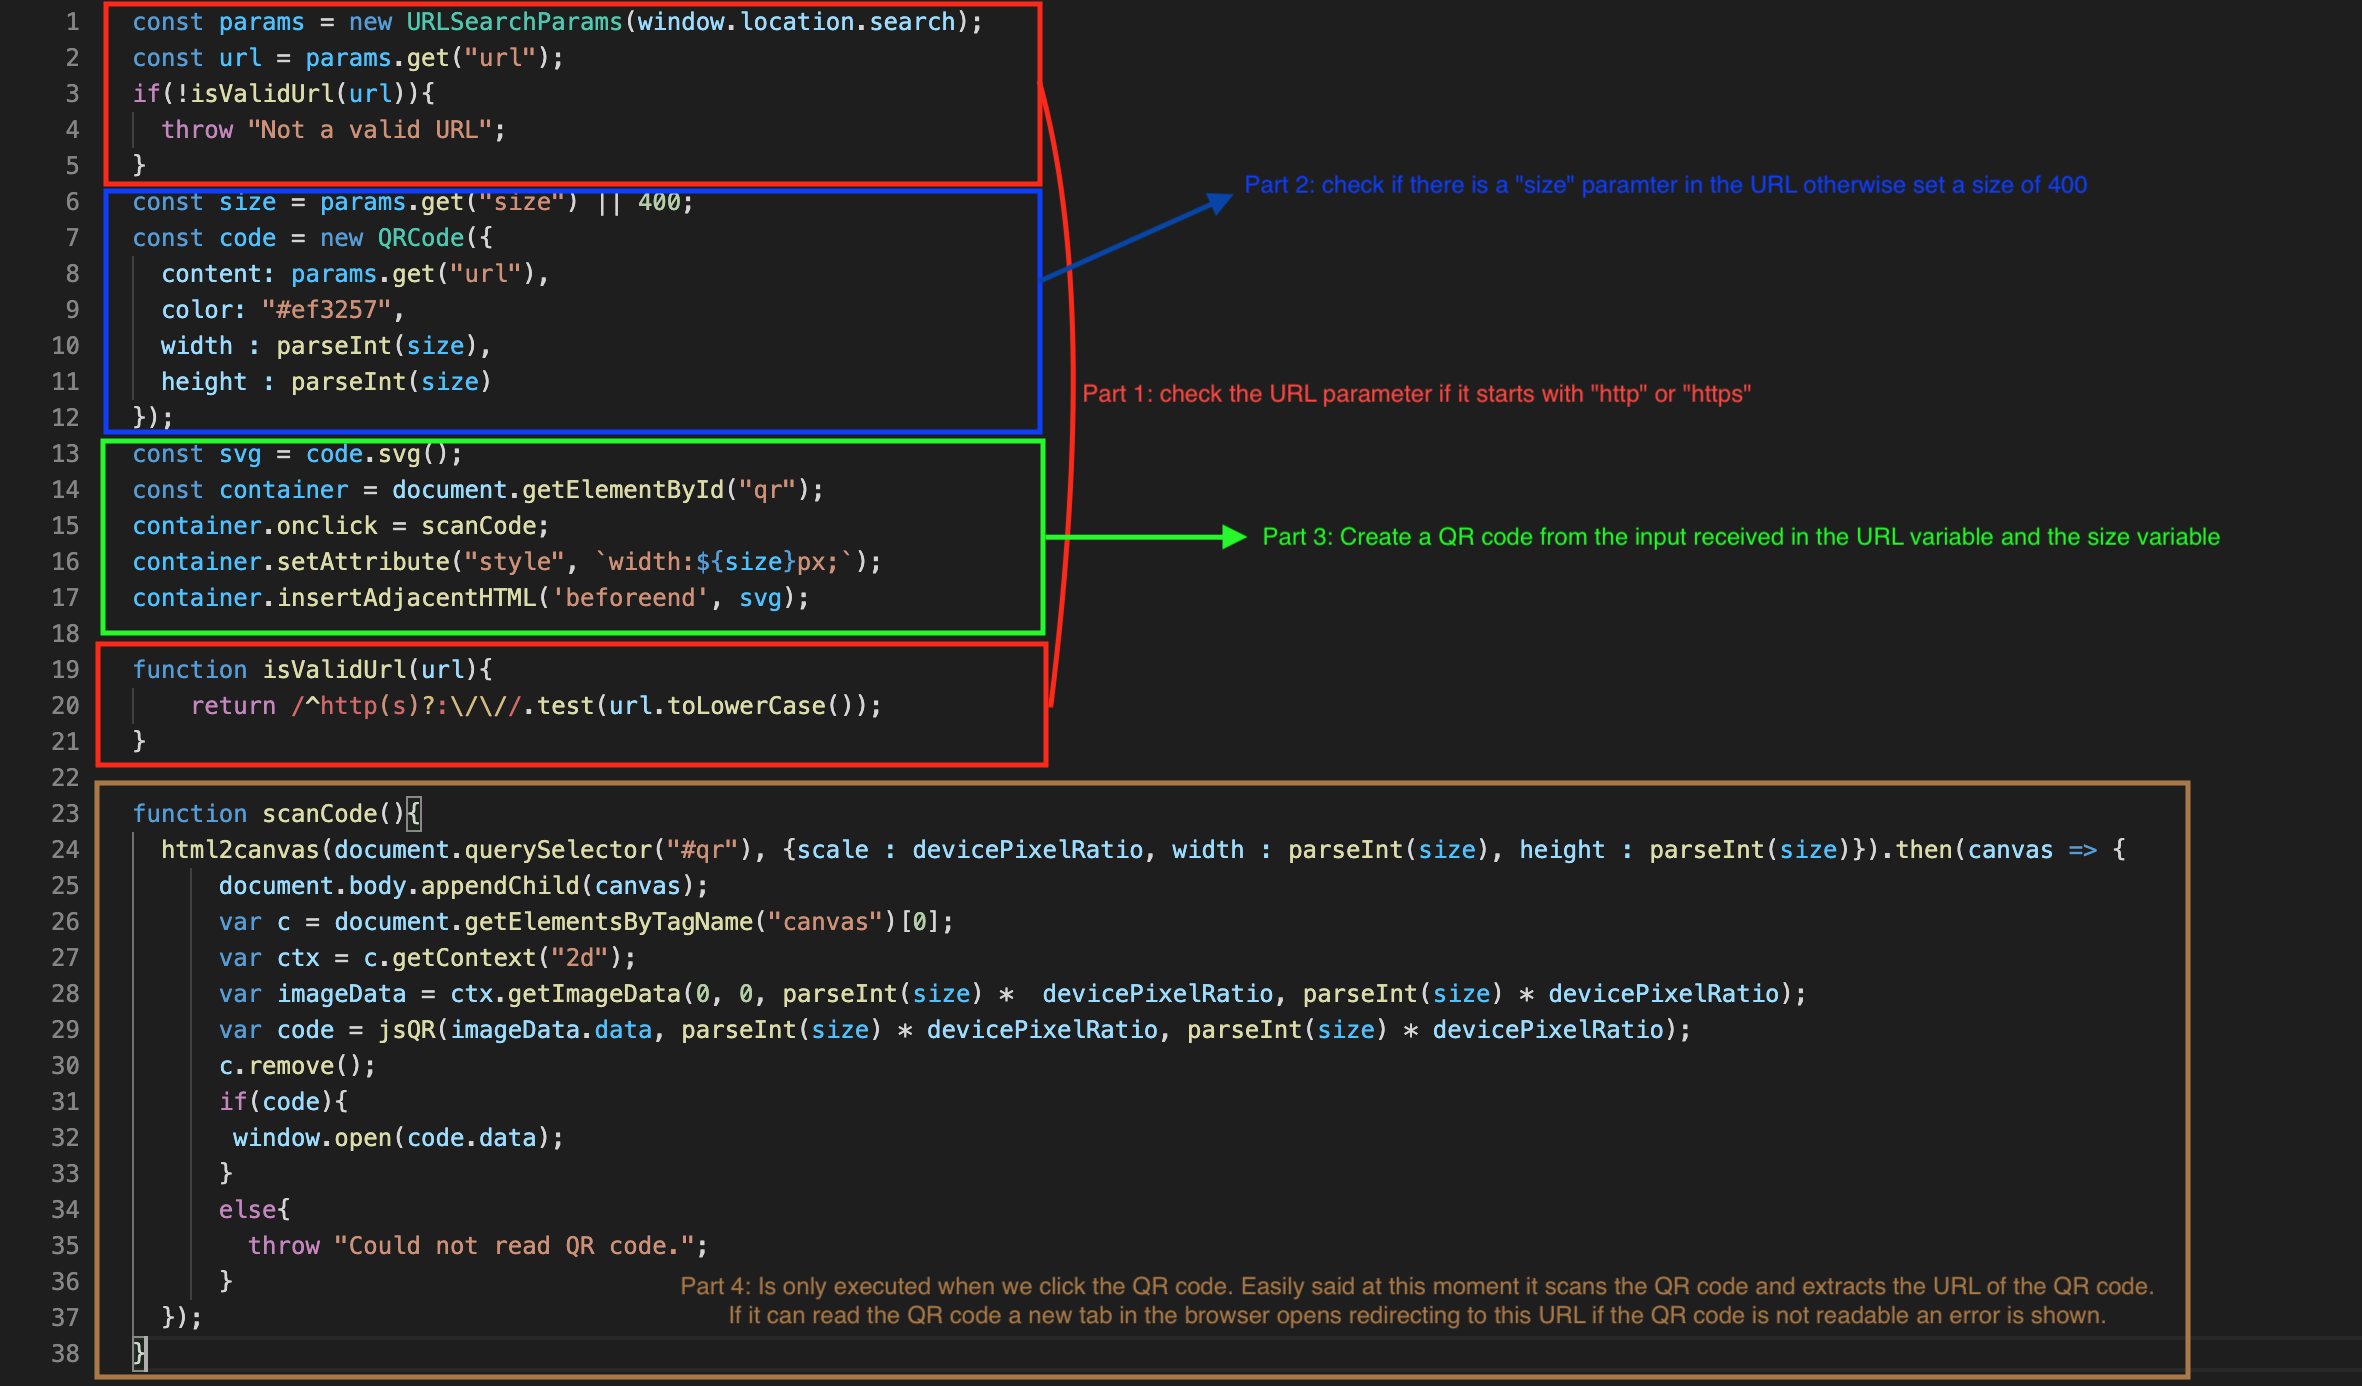 1 const params = new URLSearchParams(window.location.search);
2 const url = params.get("url");
3 if(!isValidUrl(url)){
4 throw "Not a valid URL";
5 }
6 const size = params.get("size") || 400;
7 const code = new QRCode({
8 content: params.get("url"),
9 color: "#ef3257",
10 width : parseInt(size),
11 height : parseInt(size)
12 });
13 const svg = code.svg();
14 const container = document.getElementById("qr");
15 container.onclick = scanCode;
16 container.setAttribute("style", `width:${size}px;`);
17 container.insertAdjacentHTML('beforeend', svg);
18
19 function isValidUrl(url){
20 return /^http(s)?:\/\//.test(url.toLowerCase());
21 }
22
23 function scanCode(){
24 html2canvas(document.querySelector("#qr"), {scale : devicePixelRatio, width : parseInt(size), height : parseInt(size)}).then(canvas => {
25 document.body.appendChild(canvas);
26 var c = document.getElementsByTagName("canvas")[0];
27 var ctx = c.getContext("2d");
28 var imageData = ctx.getImageData(0, 0, parseInt(size) *  devicePixelRatio, parseInt(size) * devicePixelRatio);
29 var code = jsQR(imageData.data, parseInt(size) * devicePixelRatio, parseInt(size) * devicePixelRatio);
30 c.remove();
31 if(code){
32 window.open(code.data);
33 }
34 else{
35 throw "Could not read QR code.";
36 }
37 });
38 }
Part 2: check if there is a "size" paramter in the URL otherwise set a size of 400
Part 1: check the URL parameter if it starts with "http" or "https"
Part 3: Create a QR code from the input received in the URL variable and the size variable
Part 4: Is only executed when we click the QR code. Easily said at this moment it scans the QR code and extracts the URL of the QR code.
If it can read the QR code a new tab in the browser opens redirecting to this URL if the QR code is not readable an error is shown.